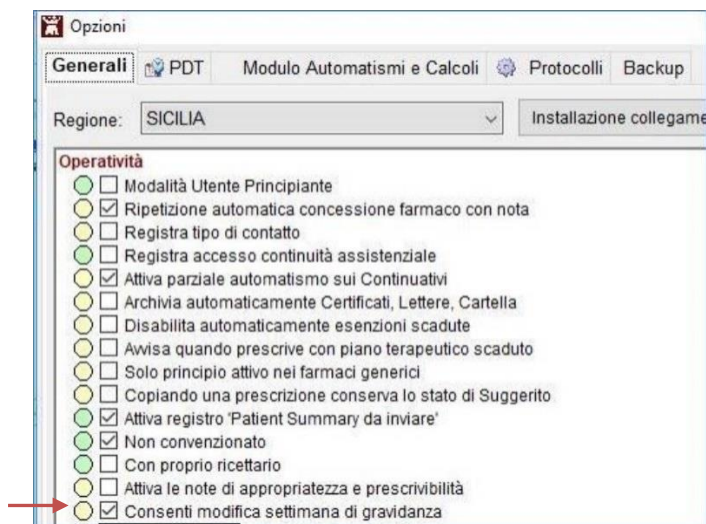 Opzioni
Generali PDT Modulo Automatismi e Calcoli Protocolli Backup
Regione: SICILIA Installazione collegame
Operatività
Modalità Utente Principiante
Ripetizione automatica concessione farmaco con nota
Registra tipo di contatto
Registra accesso continuità assistenziale
Attiva parziale automatismo sui Continuativi
Archivia automaticamente Certificati, Lettere, Cartella
Disabilita automaticamente esenzioni scadute
Avvisa quando prescrive con piano terapeutico scaduto
Solo principio attivo nei farmaci generici
Copiando una prescrizione conserva lo stato di Suggerito
Attiva registro 'Patient Summary da inviare'
Non convenzionato
Con proprio ricettario
Attiva le note di appropriatezza e prescrivibilità
Consenti modifica settimana di gravidanza